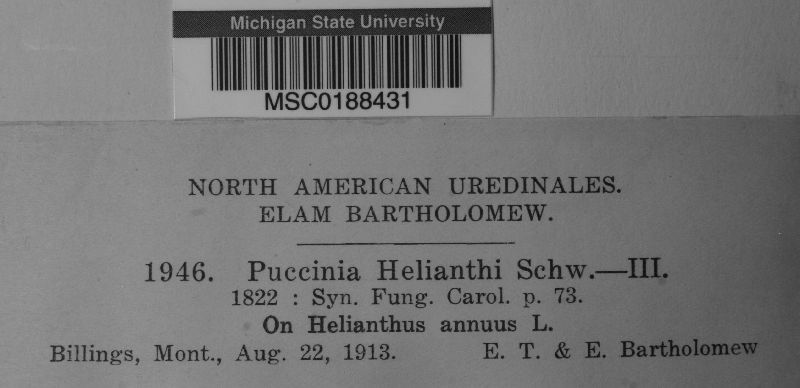 Michigan State University
MSC0188431
NORTH AMERICAN UREDINALES.
ELAM BARTHOLOMEW.
1946. Puccinia Helianthi Schw.—III.
1822 : Syn. Fung. Carol. p. 73.
On Helianthus annuus L.
Billings, Mont., Aug. 22, 1913. E. T. & E. Bartholomew